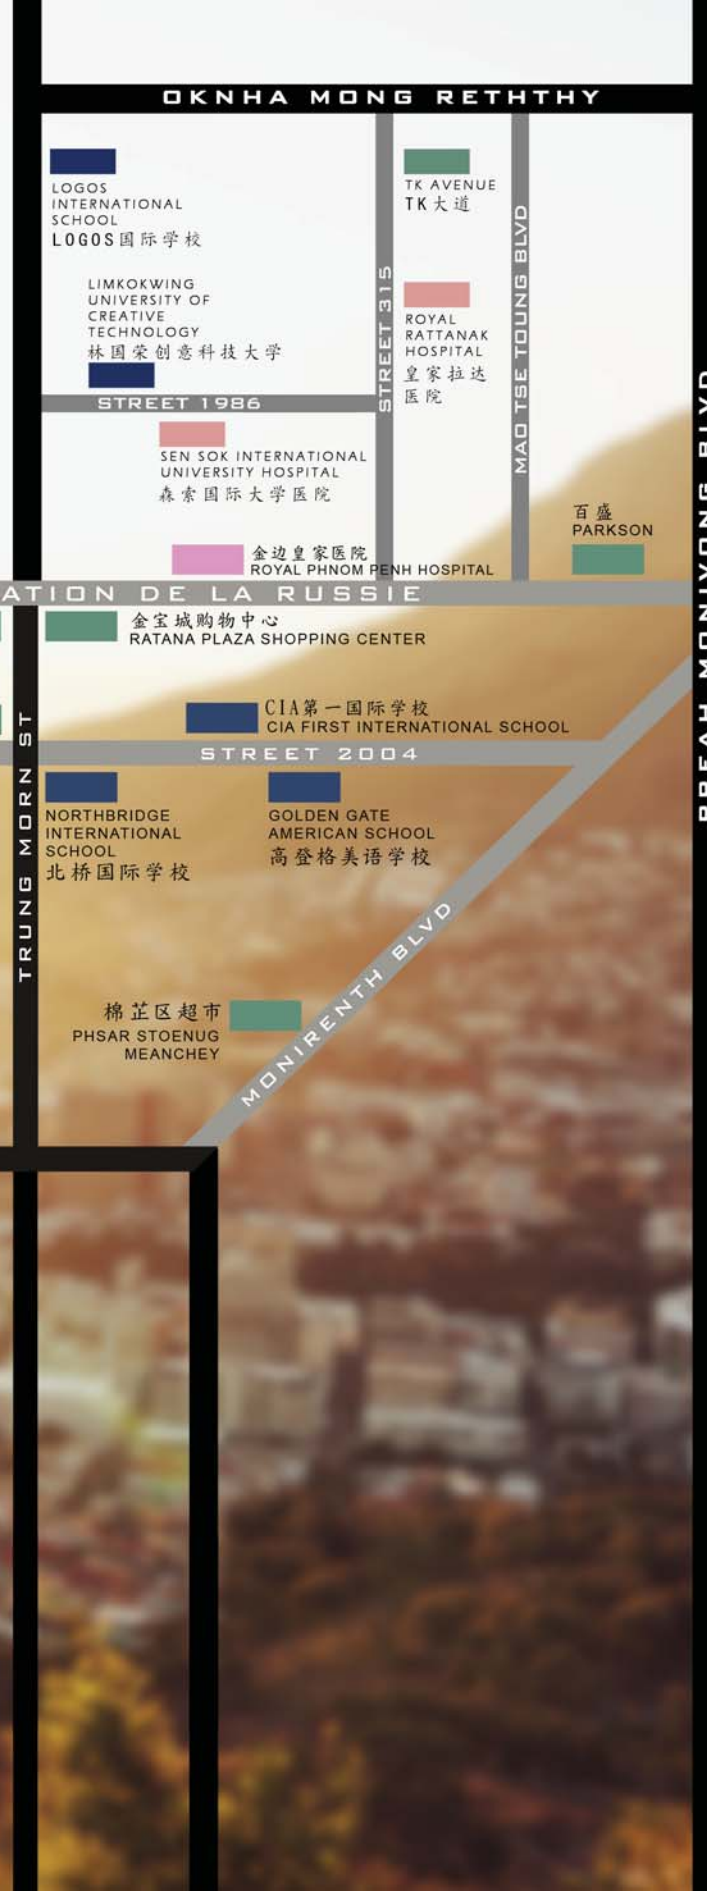 OKNHA MONG RETHTHY
LOGOS
INTERNATIONAL
SCHOOL
LOGOS国际学校
TK AVENUE
TK大道
LIMKOKWING
UNIVERSITY OF
CREATIVE
TECHNOLOGY
林国荣创意科技大学
STREET 315
ROYAL
RATTANAK
HOSPITAL
皇家拉达
医院
MAO TSE TOUNG BLVD
STREET 1986
SEN SOK INTERNATIONAL
UNIVERSITY HOSPITAL
森索国际大学医院
百盛
PARKSON
PREAH MONIVONG BLVD
金边皇家医院
ROYAL PHNOM PENH HOSPITAL
ATION DE LA RUSSIE
金宝城购物中心
RATANA PLAZA SHOPPING CENTER
CIA第一国际学校
CIA FIRST INTERNATIONAL SCHOOL
STREET 2004
TRUNG MORN ST
NORTHBRIDGE
INTERNATIONAL
SCHOOL
北桥国际学校
GOLDEN GATE
AMERICAN SCHOOL
高登格美语学校
MONIRENTH BLVD
棉芷区超市
PHSAR STOENUG
MEANCHEY